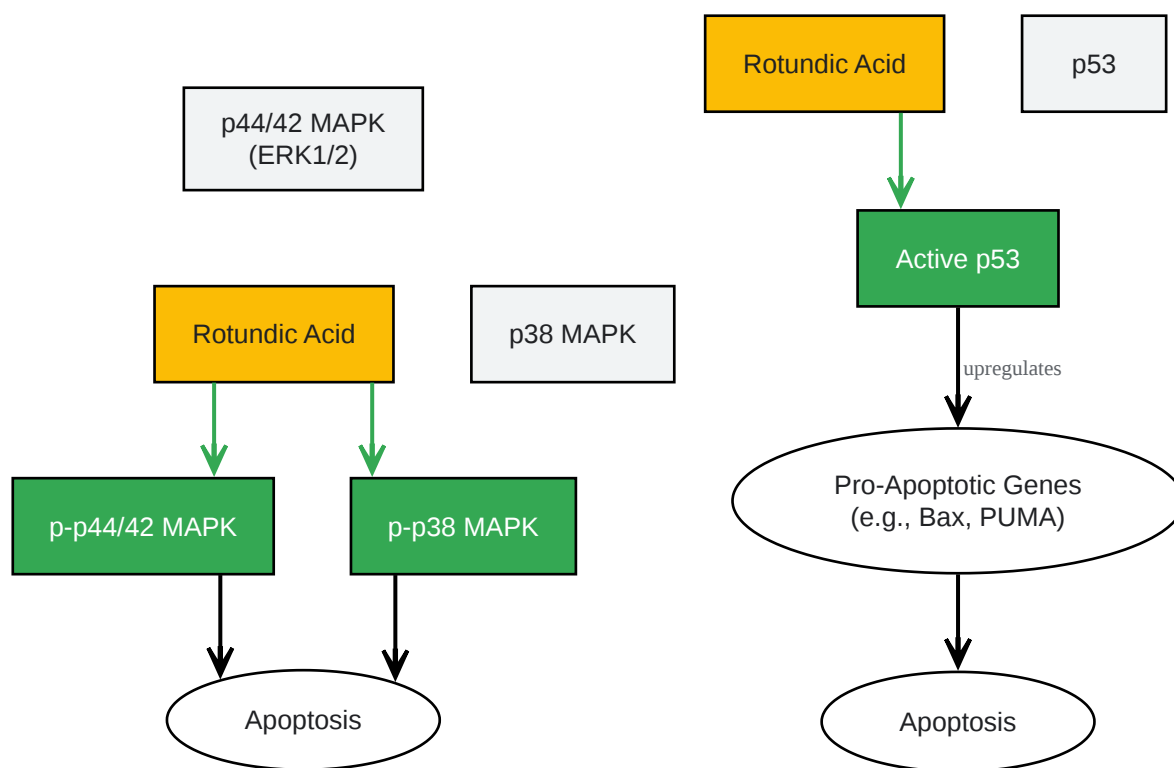 p44/42 MAPK
(ERK1/2)
Rotundic Acid
p38 MAPK
p-p44/42 MAPK
p-p38 MAPK
Apoptosis
Rotundic Acid
p53
Active p53
upregulates
Pro-Apoptotic Genes
(e.g., Bax, PUMA)
Apoptosis